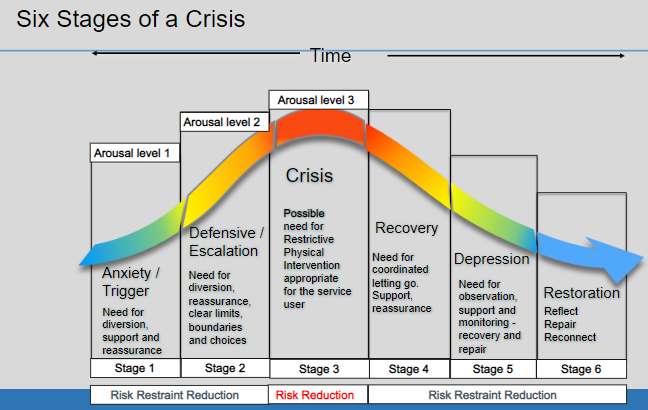 Six Stages of a Crisis
Time
Arousal level 1
Arousal level 2
Arousal level 3
Anxiety /
Trigger
Need for
diversion,
support and
reassurance
Defensive /
Escalation
Need for
diversion,
reassurance,
clear limits,
boundaries
and choices
Crisis
Possible
need for
Restrictive
Physical
Intervention
appropriate
for the service
user
Recovery
Need for
coordinated
letting go.
Support,
reassurance
Depression
Need for
observation,
support and
monitoring -
recovery and
repair
Restoration
Reflect
Repair
Reconnect
Stage 1
Stage 2
Stage 3
Stage 4
Stage 5
Stage 6
Risk Restraint Reduction
Risk Reduction
Risk Restraint Reduction